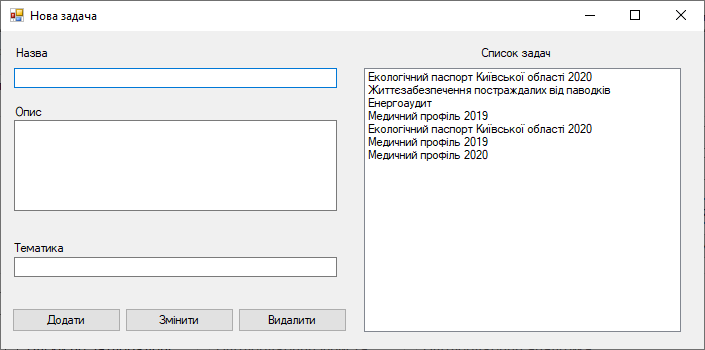 Нова задача
Назва
Опис
Тематика
Додати
Змінити
Видалити
Список задач
Екологічний паспорт Київської області 2020
Життєзабезпечення постраждалих від паводків
Енергоаудит
Медичний профіль 2019
Екологічний паспорт Київської області 2020
Медичний профіль 2019
Медичний профіль 2020